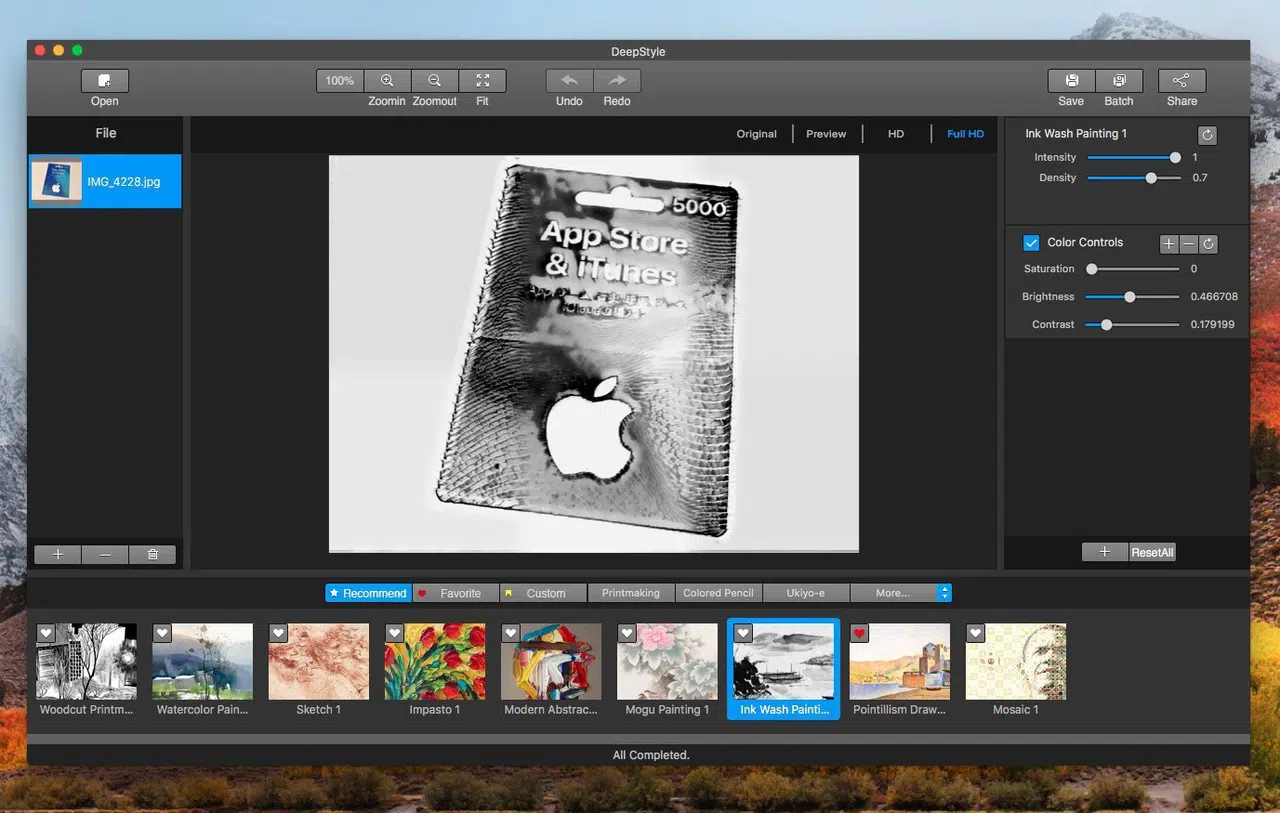 DeepStyle
100%
Open
Zoomin
Zoomout
Fit
Undo
Redo
Save
Batch
Share
File
IMG_4228.jpg
Original
Preview
HD
Full HD
5000
App Store
& iTunes
Ink Wash Painting 1
Intensity
1
Density
0.7
Color Controls
Saturation
0
Brightness
0.466708
Contrast
0.179199
ResetAll
Recommend
Favorite
Custom
Printmaking
Colored Pencil
Ukiyo-e
More...
Woodcut Printm...
Watercolor Pain...
Sketch 1
Impasto 1
Modern Abstrac...
Mogu Painting 1
Ink Wash Painti...
Pointillism Draw...
Mosaic 1
All Completed.